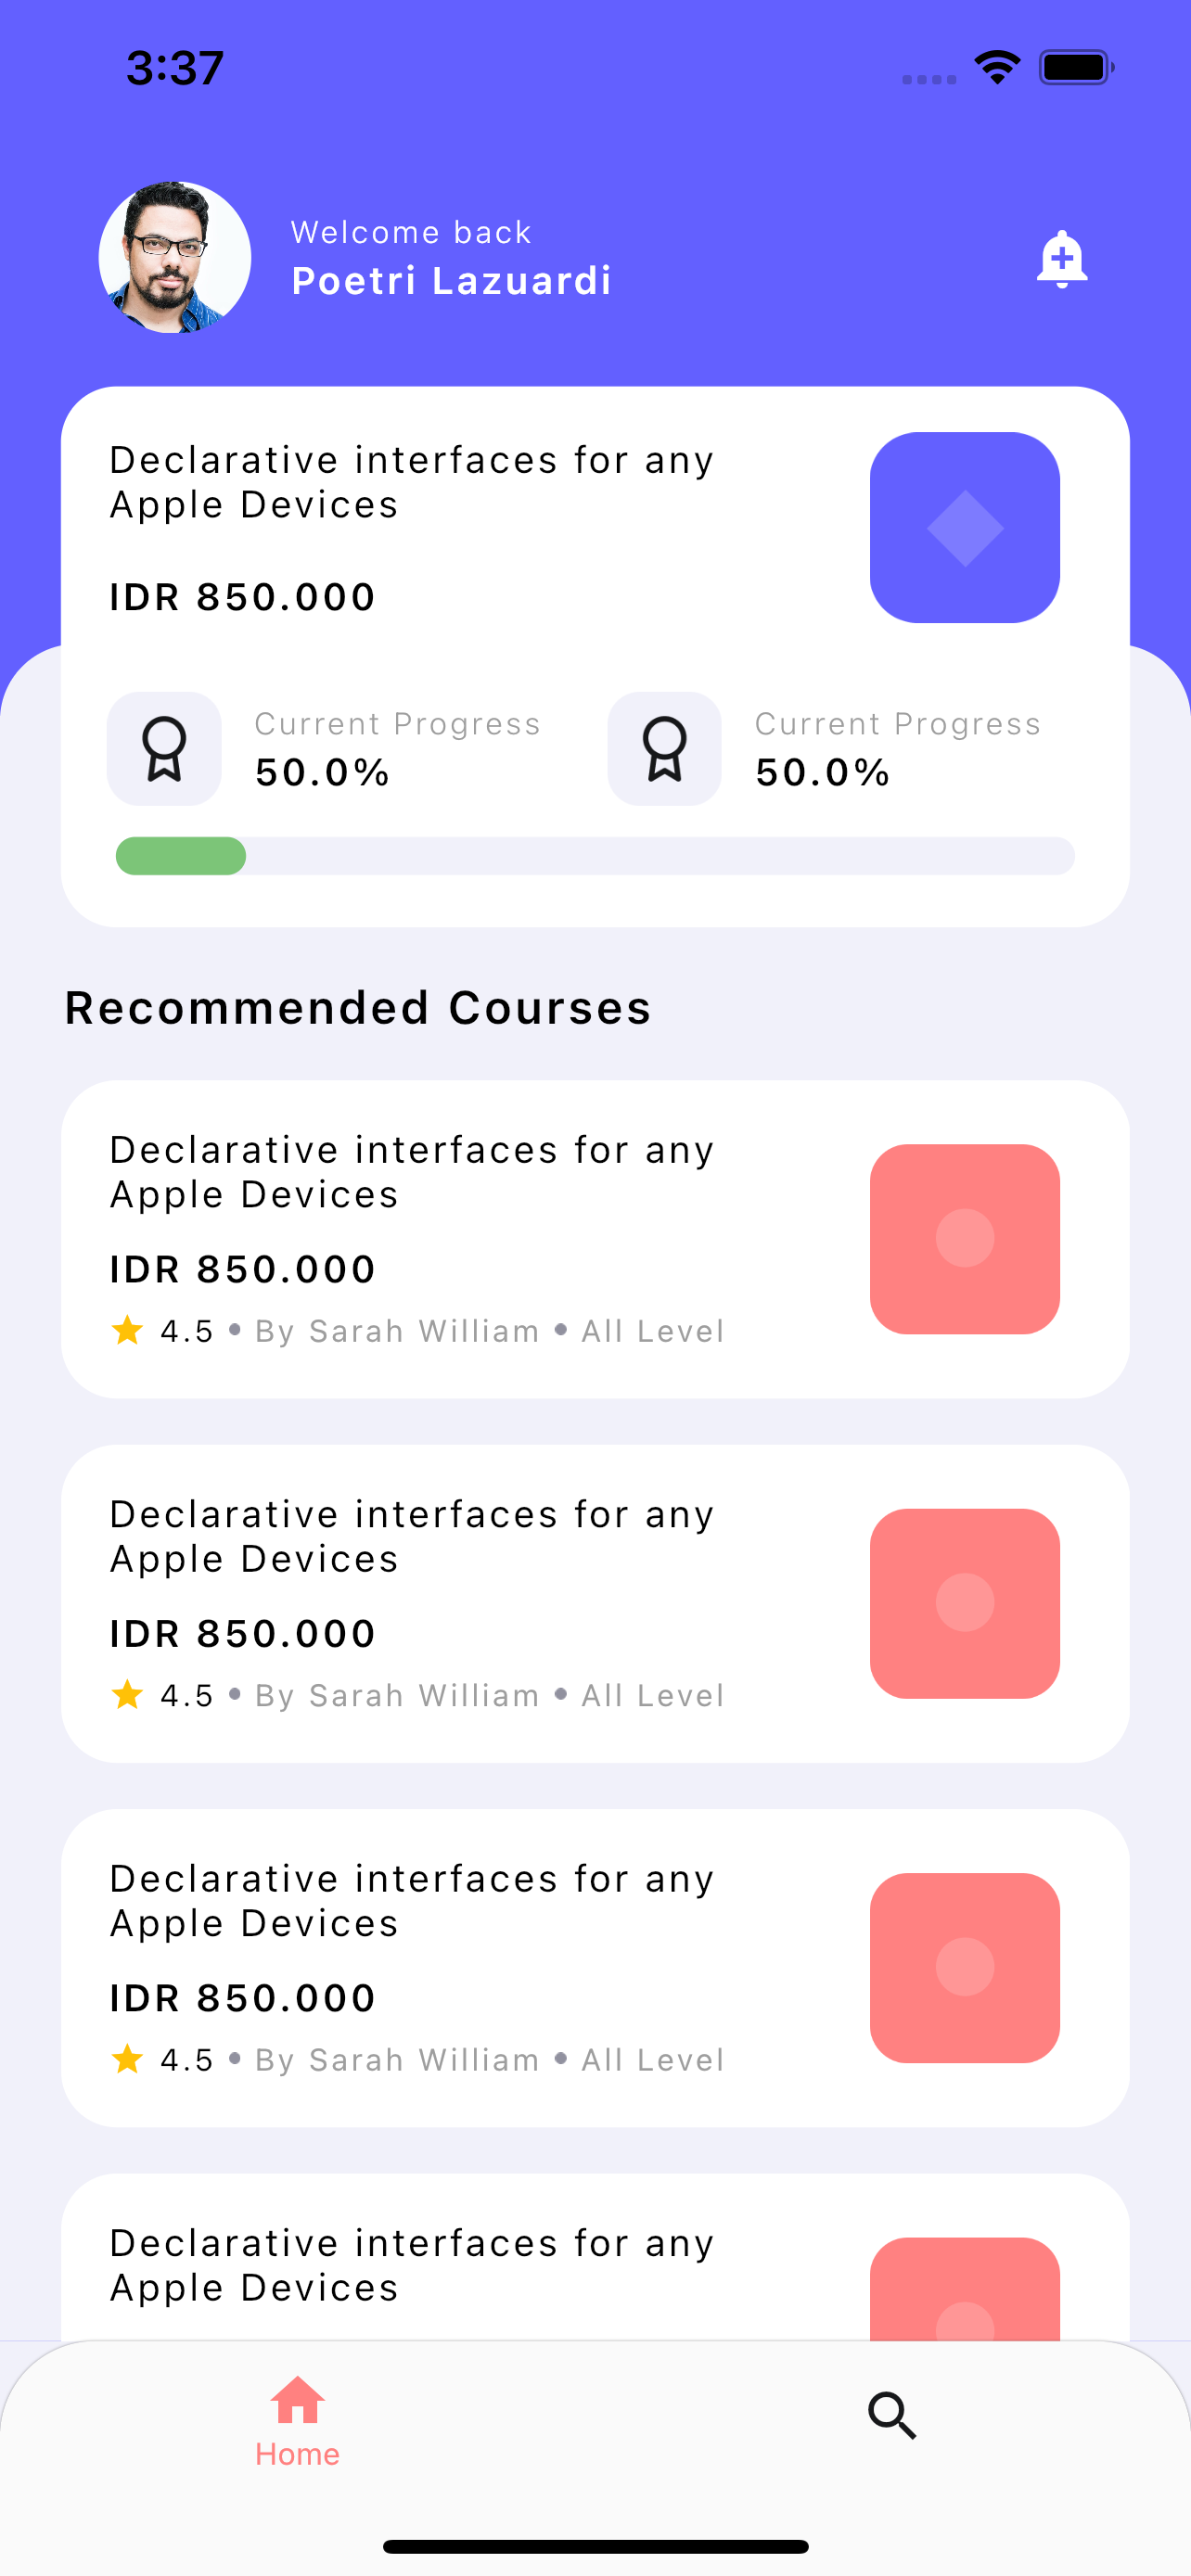 3:37
Welcome back
Poetri Lazuardi
Declarative interfaces for any
Apple Devices
IDR 850.000
Current Progress
50.0%
Current Progress
50.0%
Recommended Courses
Declarative interfaces for any
Apple Devices
IDR 850.000
4.5 • By Sarah William • All Level
Declarative interfaces for any
Apple Devices
IDR 850.000
4.5 • By Sarah William • All Level
Declarative interfaces for any
Apple Devices
IDR 850.000
4.5 • By Sarah William • All Level
Declarative interfaces for any
Apple Devices
Home